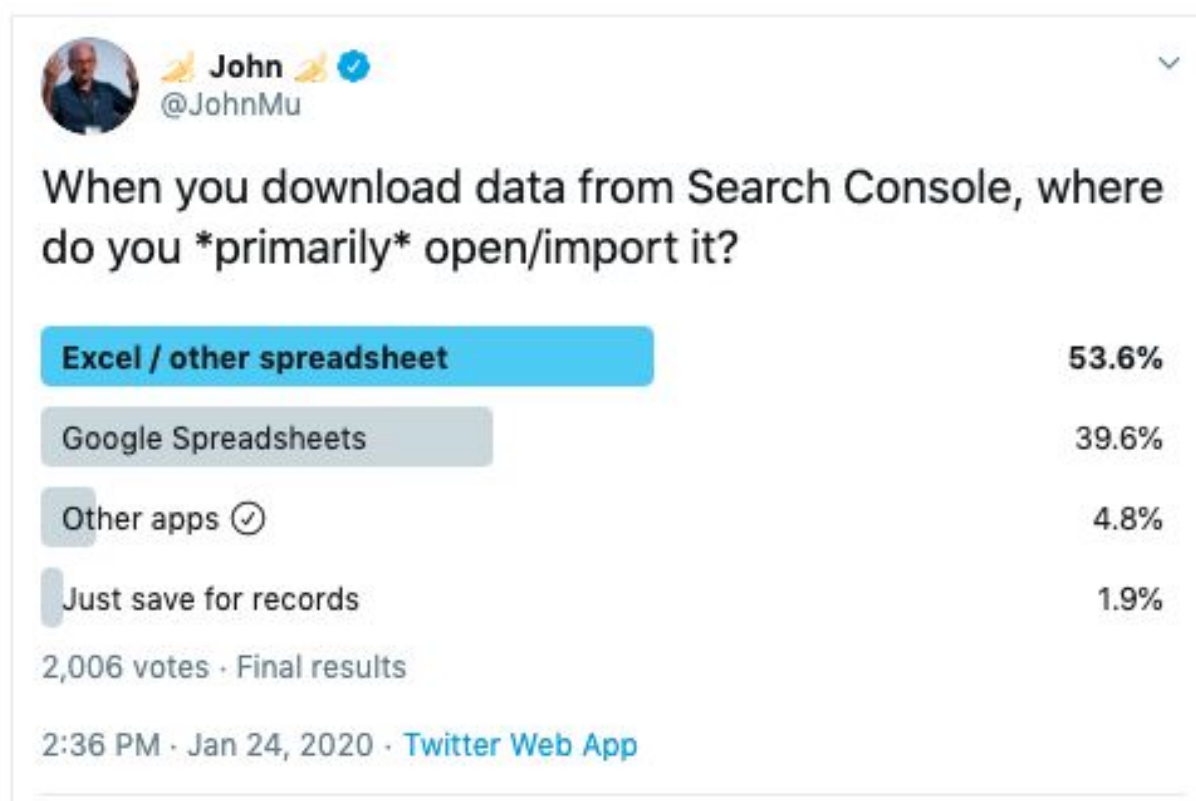 John
@JohnMu
When you download data from Search Console, where
do you *primarily* open/import it?
Excel / other spreadsheet 53.6%
Google Spreadsheets 39.6%
Other apps 4.8%
Just save for records 1.9%
2,006 votes · Final results
2:36 PM · Jan 24, 2020 · Twitter Web App